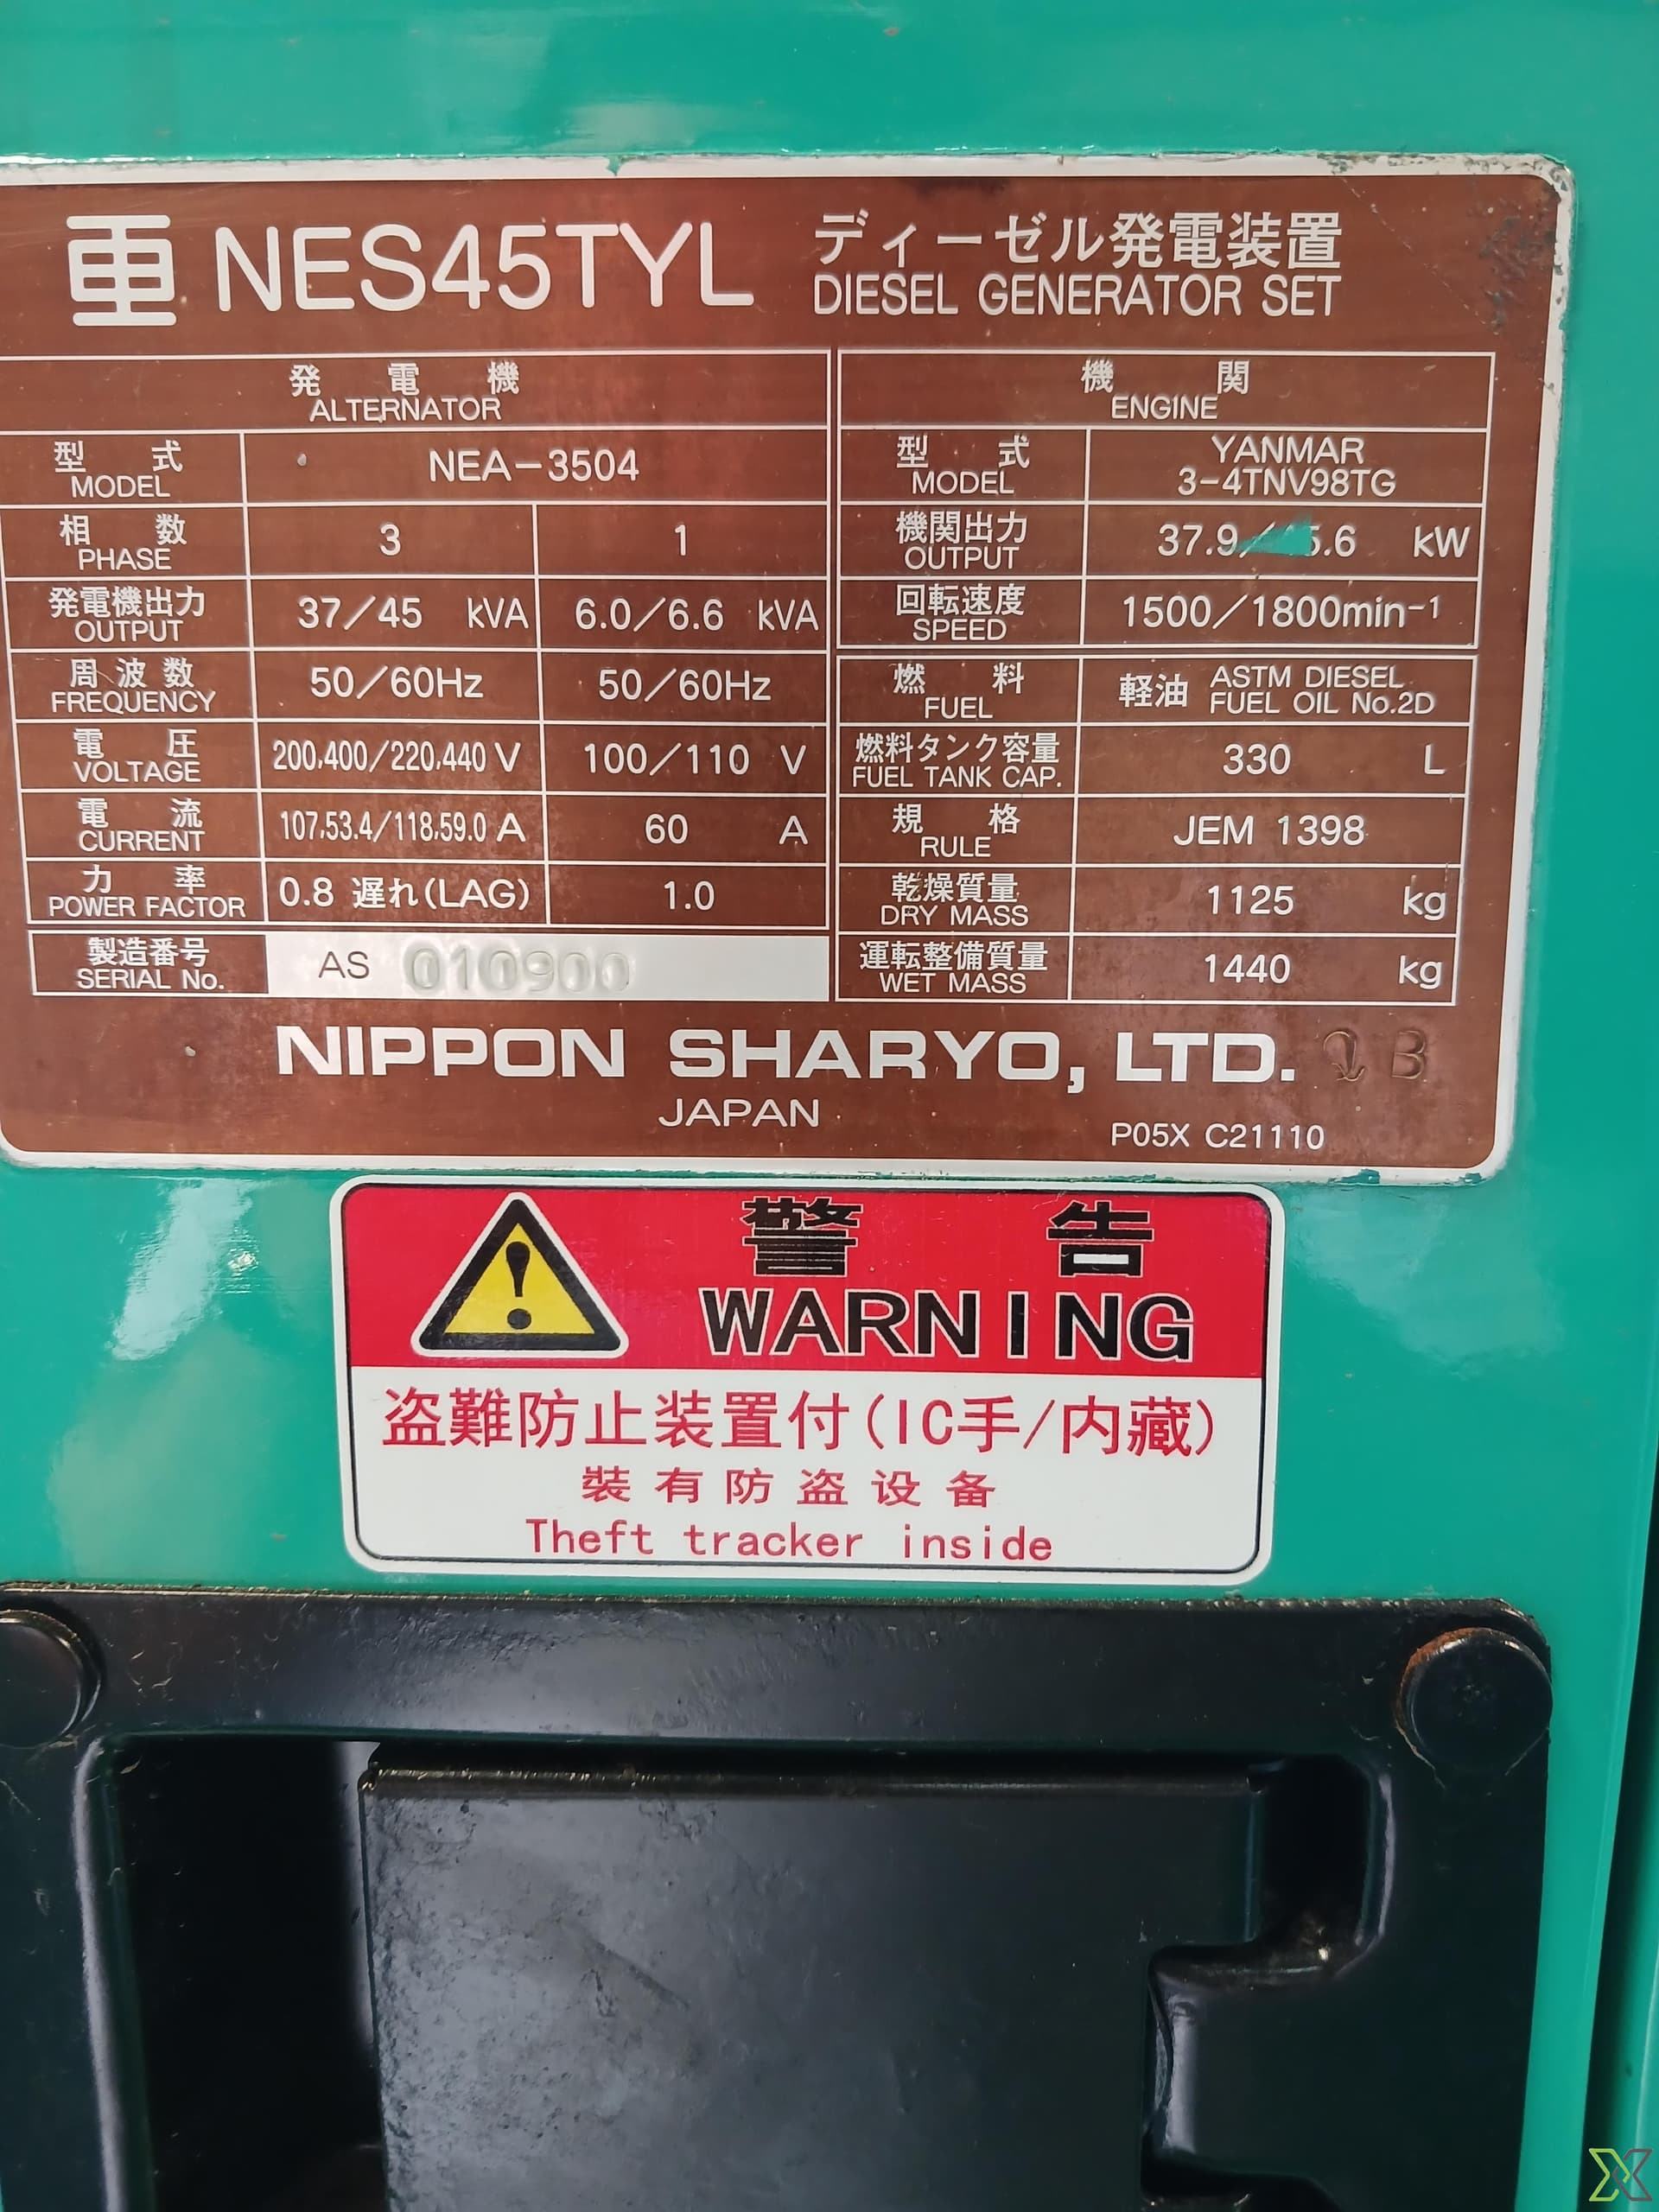 NES45TYL ディーゼル発電装置
DIESEL GENERATOR SET
発電機
ALTERNATOR
型式 MODEL NEA-3504
相数 PHASE 3 1
発電機出力 OUTPUT 37/45 kVA 6.0/6.6 kVA
周波数 FREQUENCY 50/60Hz 50/60Hz
電圧 VOLTAGE 200,400/220,440 V 100/110 V
電流 CURRENT 107,53.4/118,59.0 A 60 A
力率 POWER FACTOR 0.8 遅れ(LAG) 1.0
製造番号 SERIAL No. AS 010900
機関
ENGINE
型式 MODEL YANMAR 3-4TNV98TG
機関出力 OUTPUT kW
回転速度 SPEED 1500/1800min-1
燃料 FUEL 軽油 ASTM DIESEL FUEL OIL No.2D
燃料タンク容量 FUEL TANK CAP. 330 L
規格 RULE JEM 1398
乾燥質量 DRY MASS 1125 kg
運転整備質量 WET MASS 1440 kg
NIPPON SHARYO, LTD.
JAPAN
P05X C21110
警告
WARNING
盗難防止装置付(IC手/内藏)
裝有防盗设备
Theft tracker inside